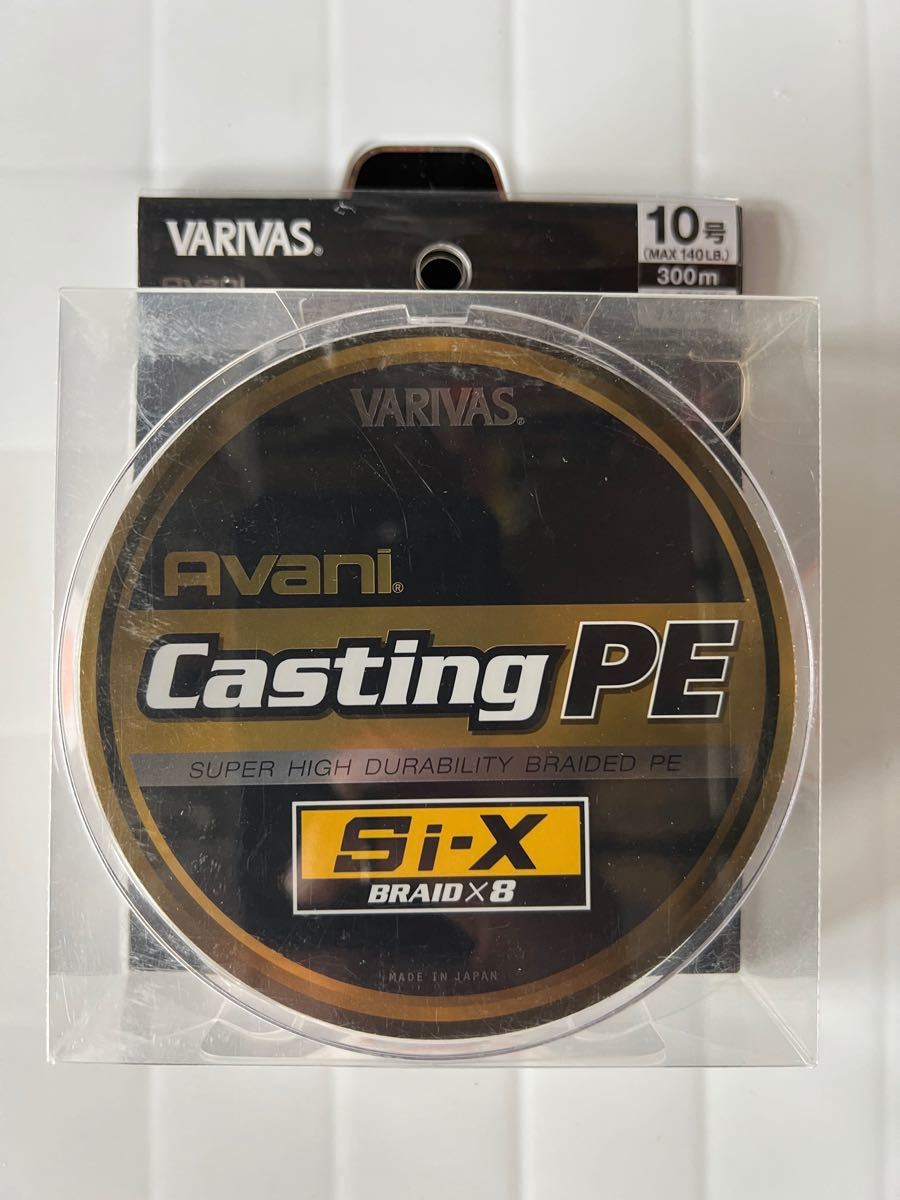 VARIVAS®
10号
(MAX 140LB.)
300m
Avani
VARIVAS®
Avani®
Casting PE
SUPER HIGH DURABILITY BRAIDED PE
Si-X
BRAID×8
MADE IN JAPAN